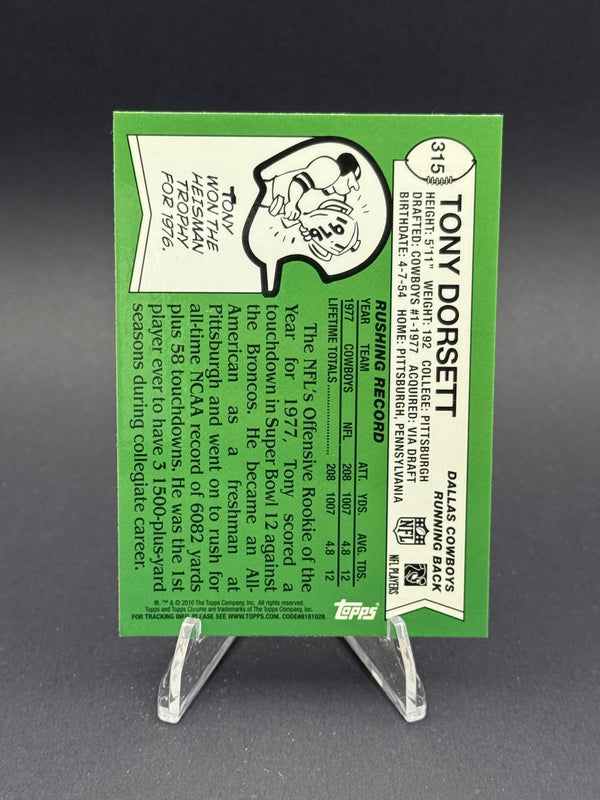 315
TONY DORSETT
DALLAS COWBOYS
RUNNING BACK
HEIGHT: 5'11" WEIGHT: 192 COLLEGE: PITTSBURGH
DRAFTED: COWBOYS #1-1977 ACQUIRED: VIA DRAFT
BIRTHDATE: 4-7-54 HOME: PITTSBURGH, PENNSYLVANIA
NFL
NFL PLAYERS
1976
TONY
WON THE
HEISMAN
TROPHY
FOR 1976.
RUSHING RECORD
YEAR TEAM ATT. YDS. AVG. TDS.
1977 COWBOYS NFL 208 1007 4.8 12
LIFETIME TOTALS................ 208 1007 4.8 12
The NFL's Offensive Rookie of the
Year for 1977, Tony scored a
touchdown in Super Bowl 12 against
the Broncos. He became an All-
American as a freshman at
Pittsburgh and went on to rush for
all-time NCAA record of 6082 yards
plus 58 touchdowns. He was the 1st
player ever to have 3 1500-plus-yard
seasons during collegiate career.
topps
®, ™ & © 2010 The Topps Company, Inc. All rights reserved.
Topps and Topps Chrome are trademarks of The Topps Company, Inc.
FOR TRACKING INFO. PLEASE SEE WWW.TOPPS.COM. CODE#8181028.